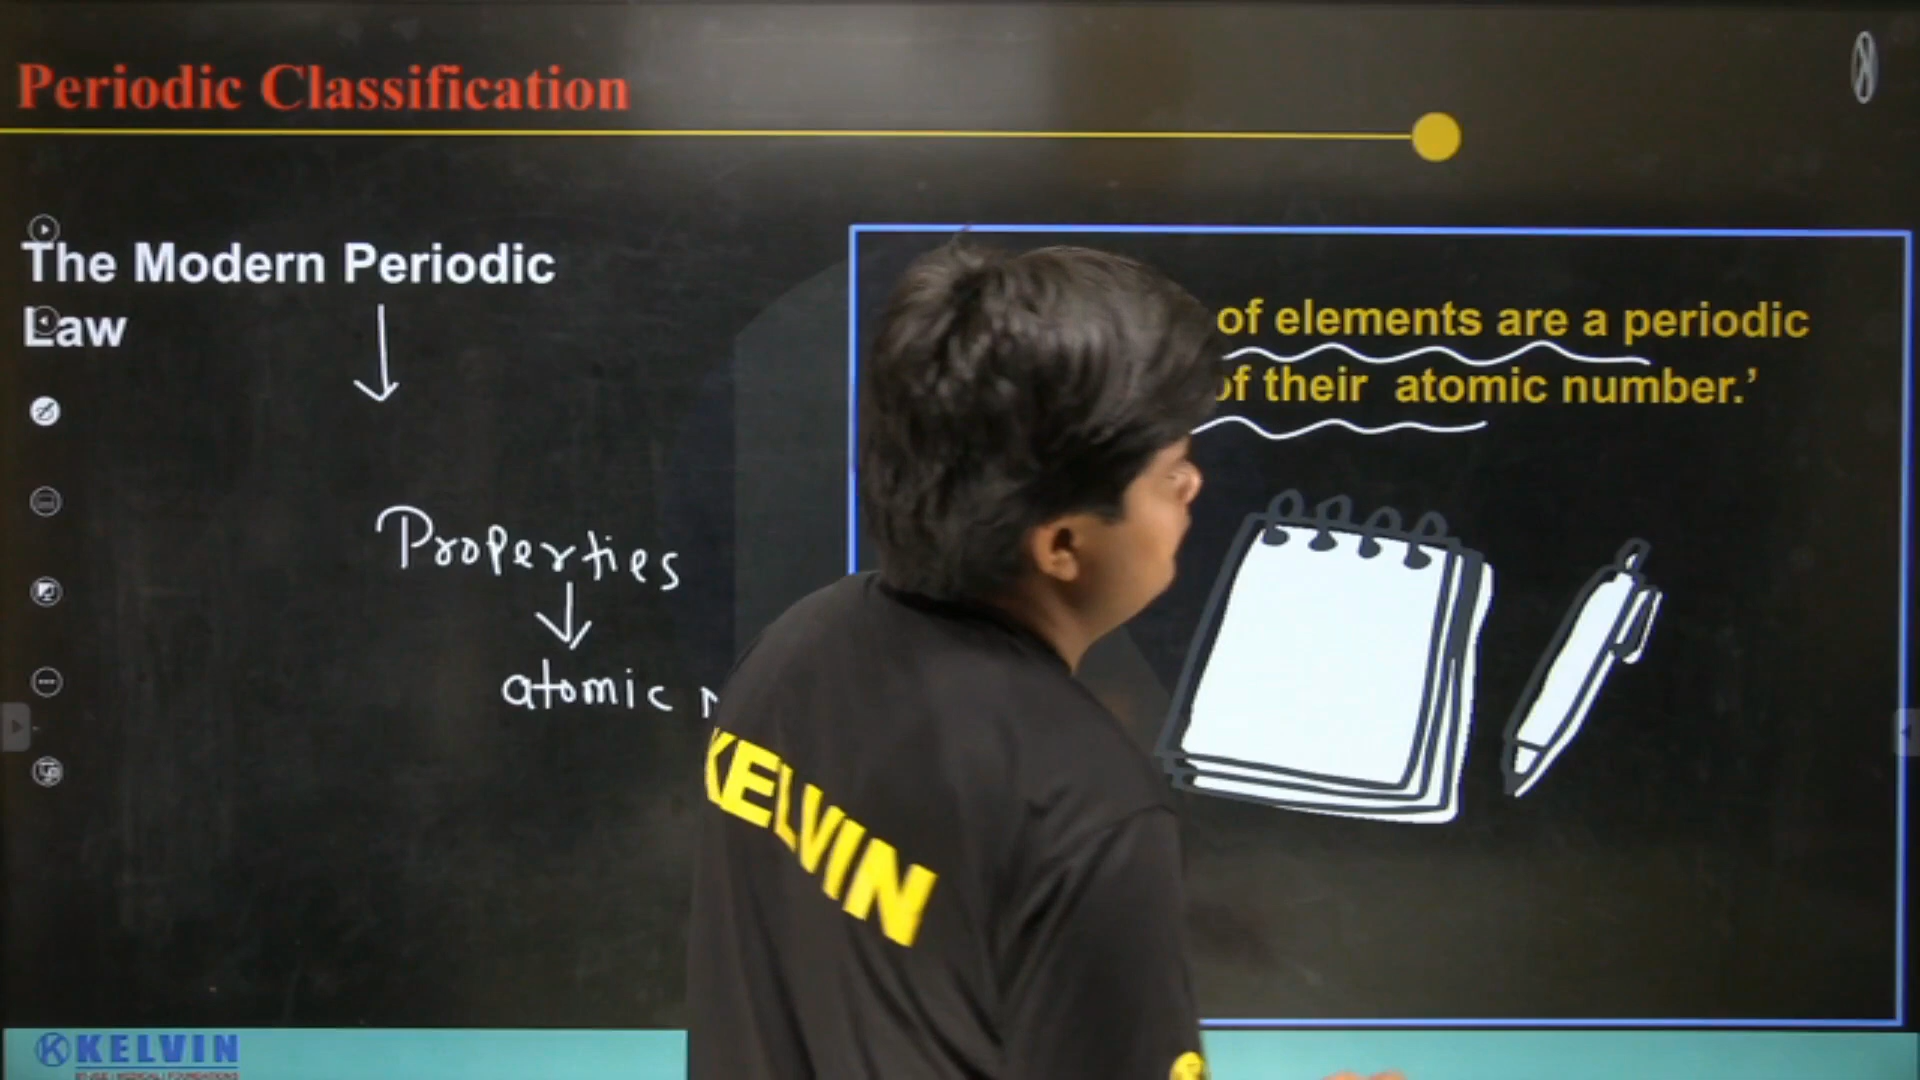 Periodic Classification
The Modern Periodic
Law
of elements are a periodic
of their atomic number.’
Properties
atomic
KELVIN
KELVIN